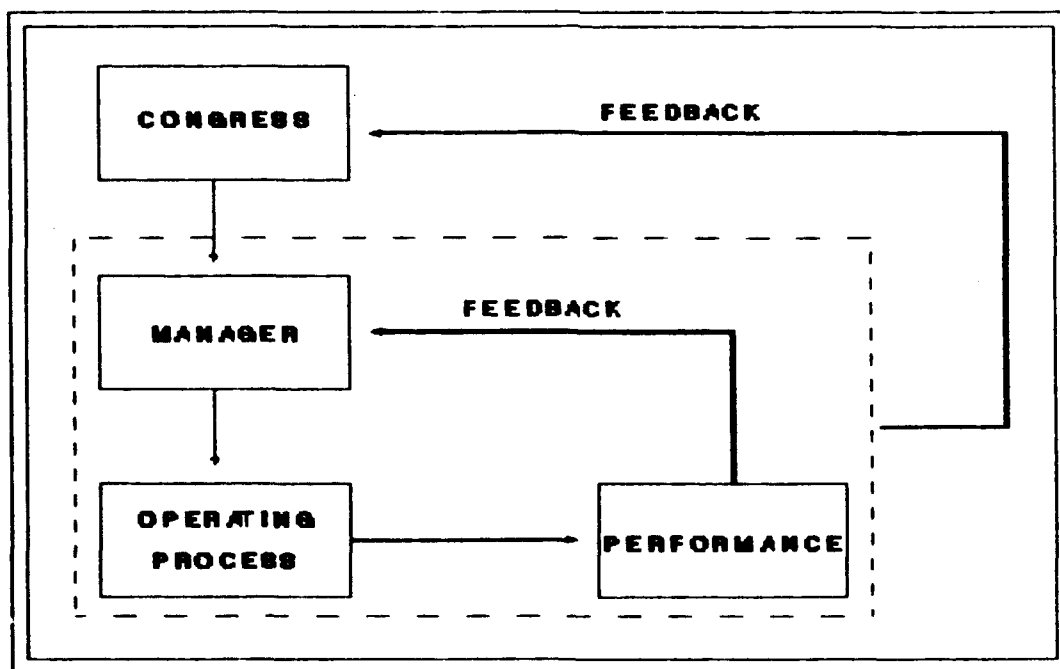 CONGRESS
FEEDBACK
MANAGER
FEEDBACK
OPERATING
PROCESS
PERFORMANCE